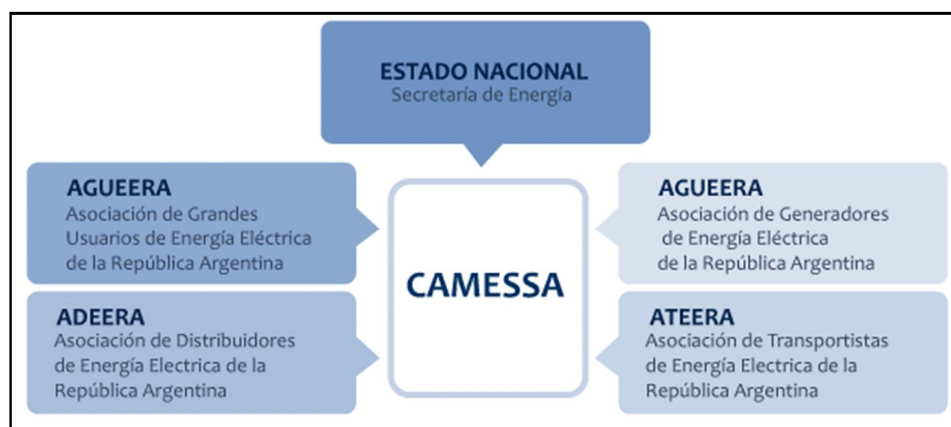 ESTADO NACIONAL
Secretaría de Energía
AGUEERA
Asociación de Grandes
Usuarios de Energía Eléctrica
de la República Argentina
AGUEERA
Asociación de Generadores
de Energía Eléctrica
de la República Argentina
CAMESSA
ADEERA
Asociación de Distribuidores
de Energía Electrica de la
República Argentina
ATEERA
Asociación de Transportistas
de Energía Electrica de la
República Argentina